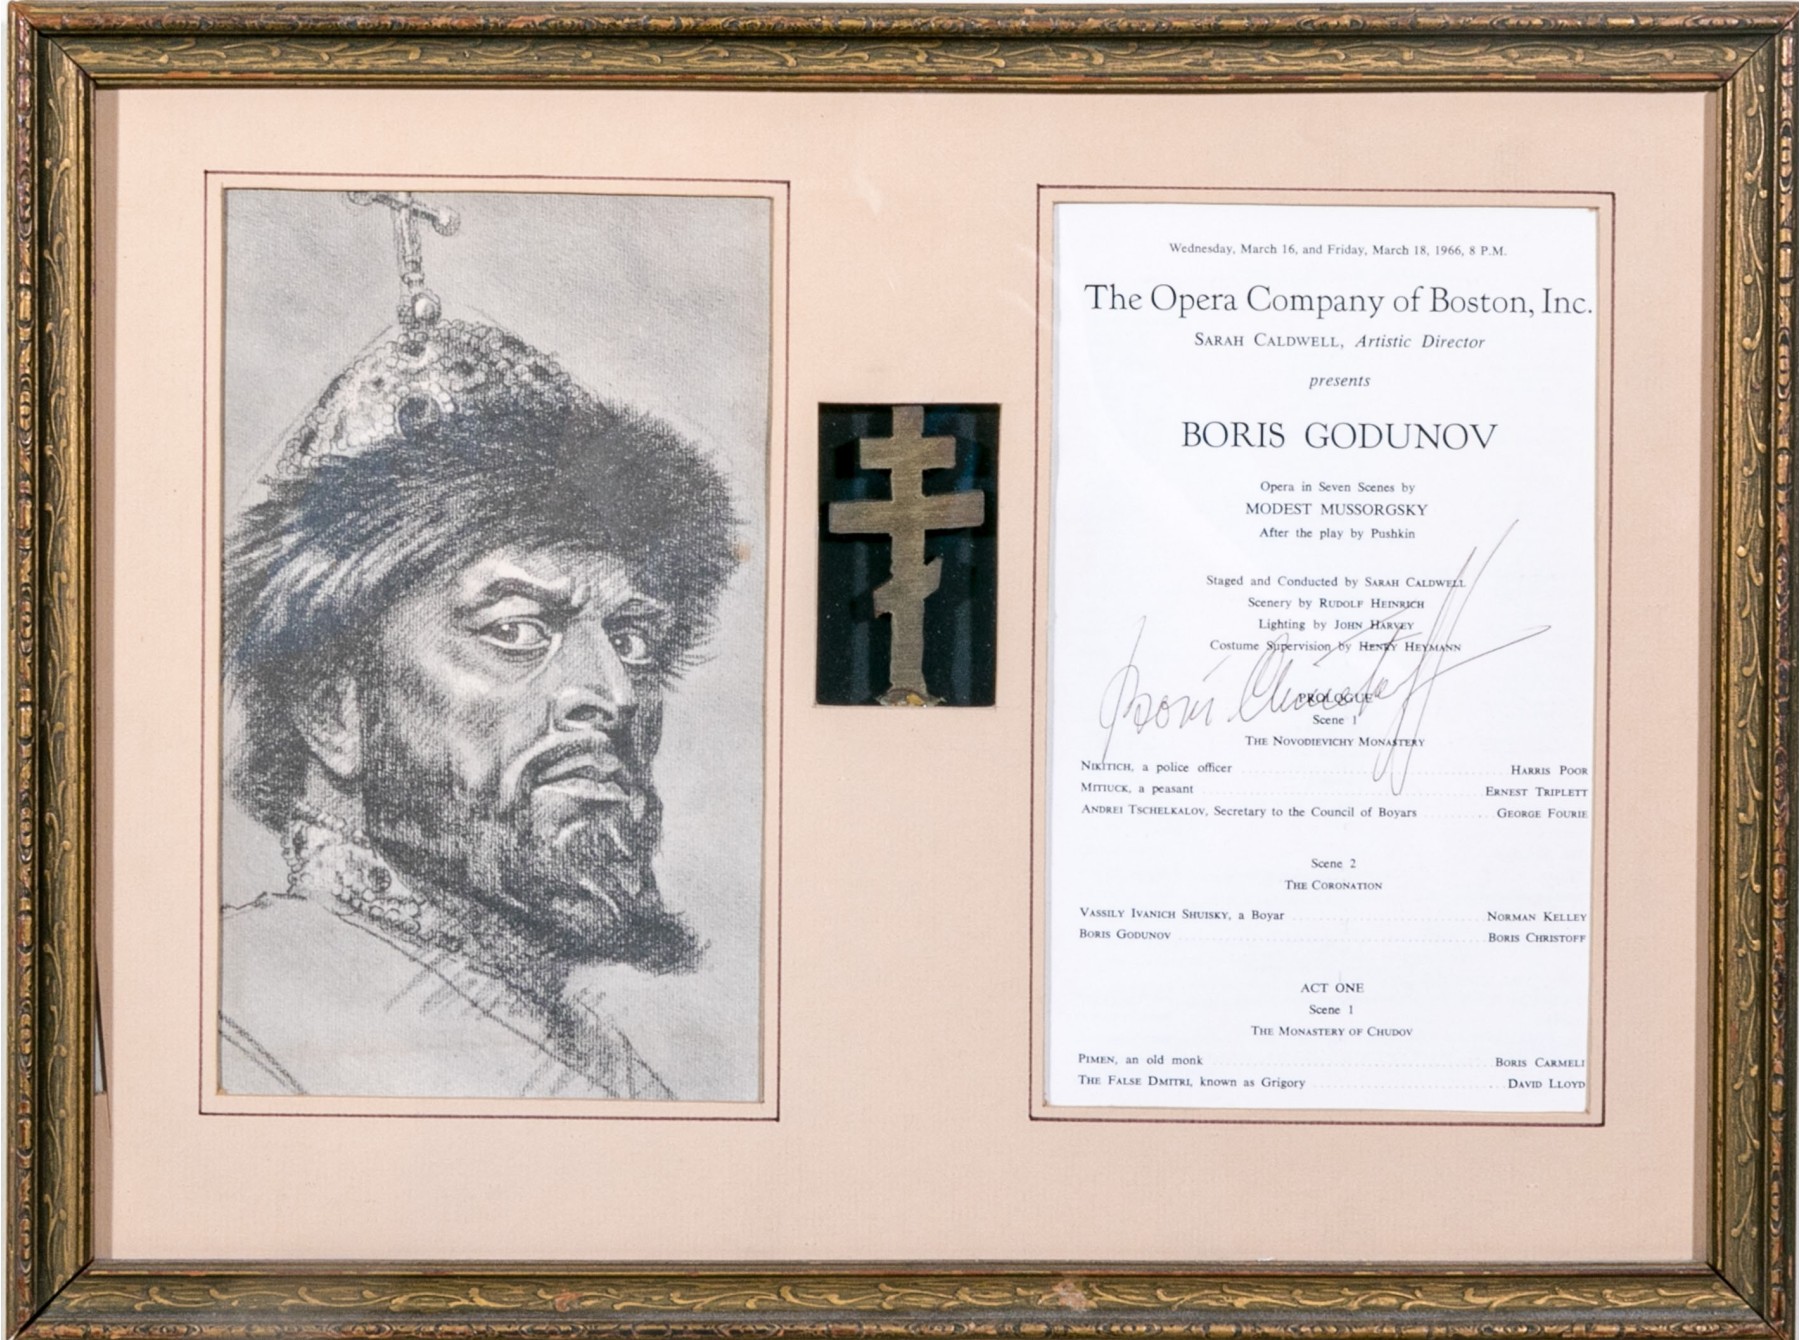 Wednesday, March 16, and Friday, March 18, 1966, 8 P.M.
The Opera Company of Boston, Inc.
SARAH CALDWELL, Artistic Director
presents
BORIS GODUNOV
Opera in Seven Scenes by
MODEST MUSSORGSKY
After the play by Pushkin
Staged and Conducted by SARAH CALDWELL
Scenery by RUDOLF HEINRICH
Lighting by JOHN HARVEY
Costume Supervision by HENRY HEYMANN
Boris Christoff
PROLOGUE
Scene 1
THE NOVODIEVICHY MONASTERY
NIKITICH, a police officer HARRIS POOR
MITIUCK, a peasant ERNEST TRIPLETT
ANDREI TSCHELKALOV, Secretary to the Council of Boyars GEORGE FOURIE
Scene 2
THE CORONATION
VASSILY IVANICH SHUISKY, a Boyar NORMAN KELLEY
BORIS GODUNOV BORIS CHRISTOFF
ACT ONE
Scene 1
THE MONASTERY OF CHUDOV
PIMEN, an old monk BORIS CARMELI
THE FALSE DMITRI, known as Grigory DAVID LLOYD